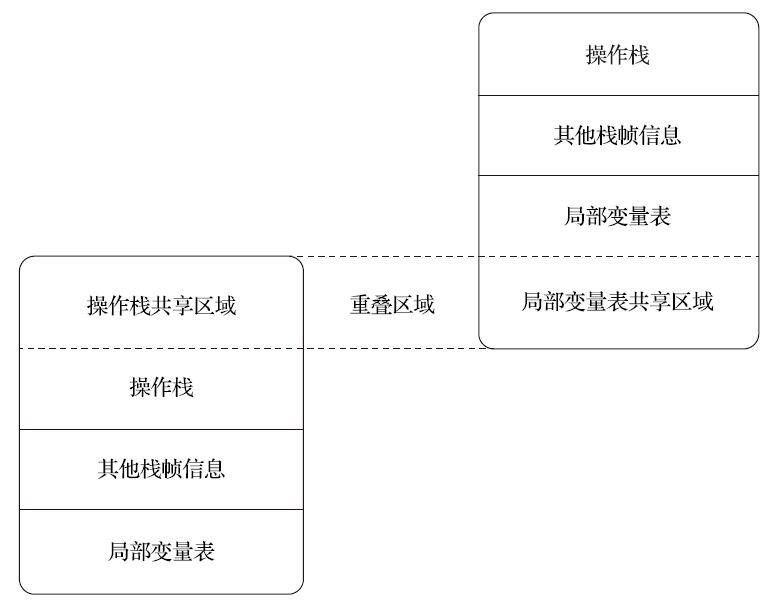 操作栈
其他栈帧信息
局部变量表
局部变量表共享区域
重叠区域
操作栈共享区域
操作栈
其他栈帧信息
局部变量表